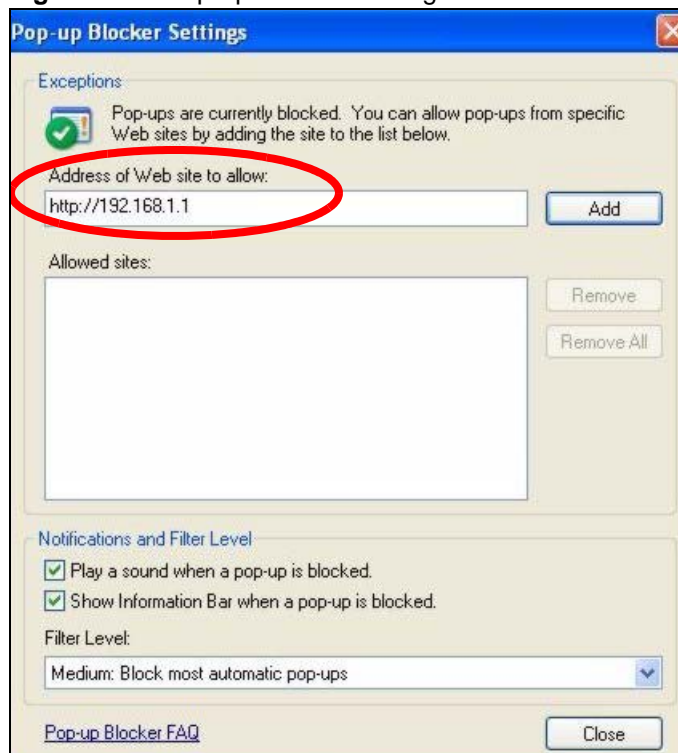 Pop-up Blocker Settings
Exceptions
Pop-ups are currently blocked. You can allow pop-ups from specific
Web sites by adding the site to the list below.
Address of Web site to allow:
http://192.168.1.1
Add
Allowed sites:
Remove
Remove All
Notifications and Filter Level
Play a sound when a pop-up is blocked.
Show Information Bar when a pop-up is blocked.
Filter Level:
Medium: Block most automatic pop-ups
Pop-up Blocker FAQ
Close